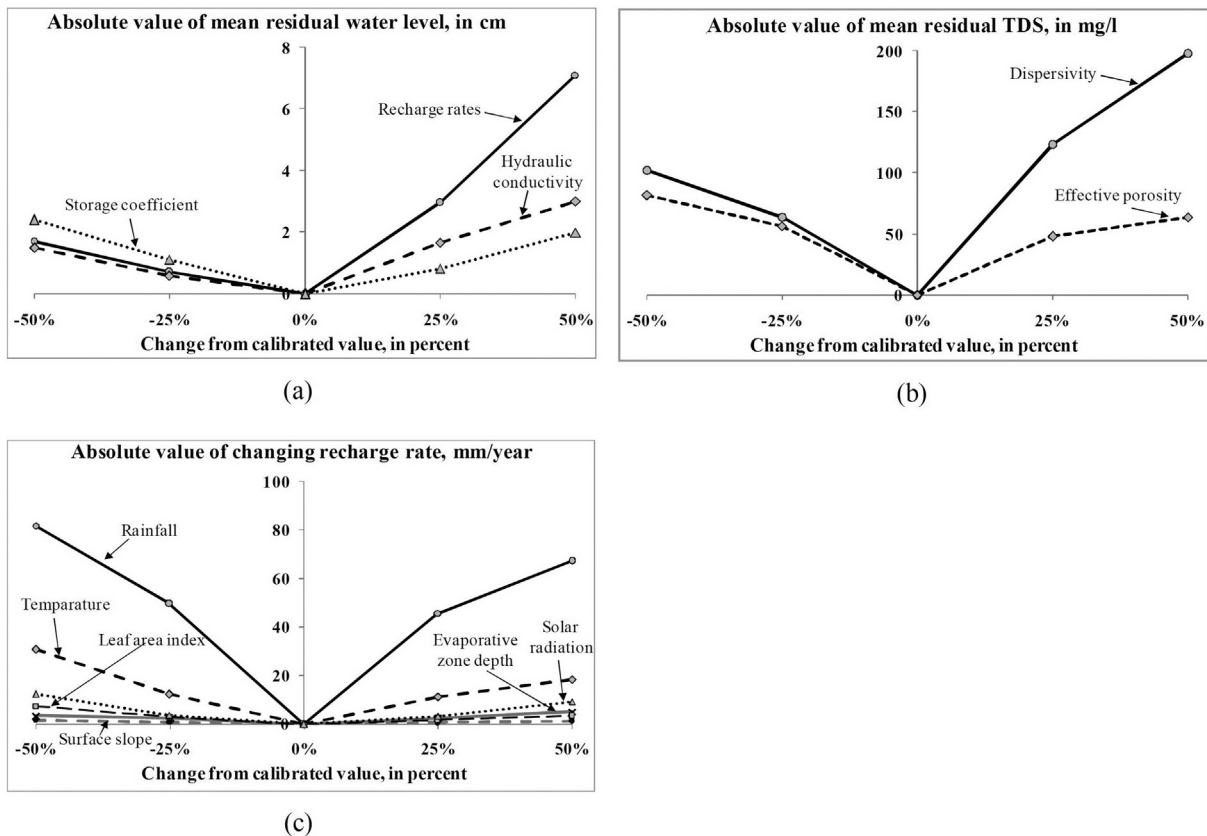 Absolute value of mean residual water level, in cm
8
6
4
2
0
Recharge rates
Hydraulic
conductivity
Storage coefficient
-50% -25% 0% 25% 50%
Change from calibrated value, in percent
(a)
Absolute value of mean residual TDS, in mg/l
200
150
100
50
0
Dispersivity
Effective porosity
-50% -25% 0% 25% 50%
Change from calibrated value, in percent
(b)
Absolute value of changing recharge rate, mm/year
100
80
60
40
20
0
Rainfall
Temparature
Leaf area index
Evaporative
zone depth
Solar
radiation
Surface slope
-50% -25% 0% 25% 50%
Change from calibrated value, in percent
(c)